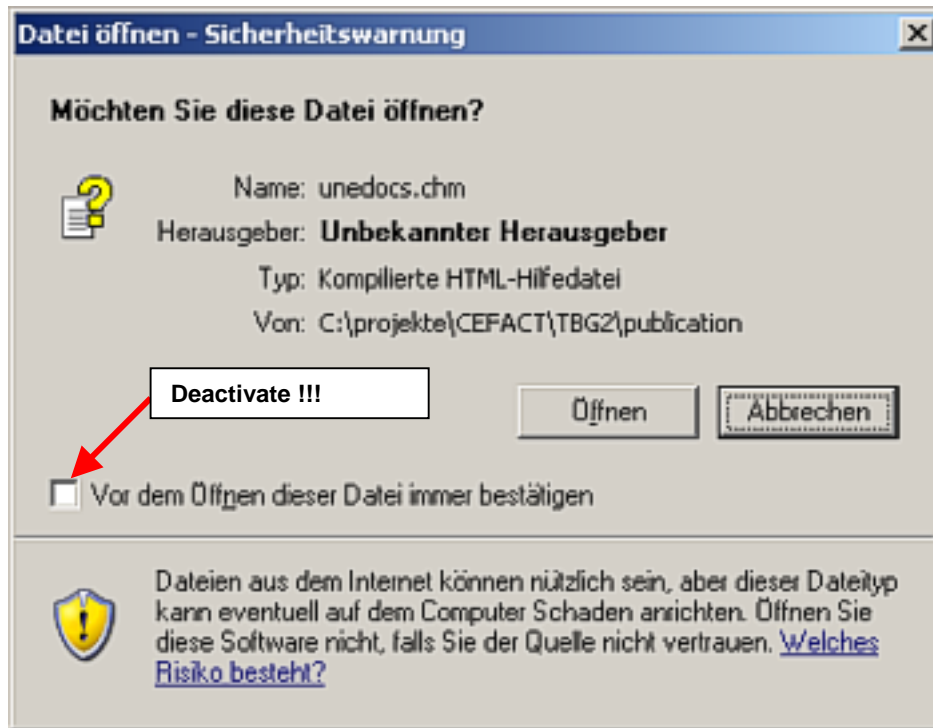 Datei öffnen - Sicherheitswarnung
Möchten Sie diese Datei öffnen?
Name: unedocs.chm
Herausgeber: Unbekannter Herausgeber
Typ: Kompilierte HTML-Hilfedatei
Von: C:\projekte\CEFACT\TBG2\publication
Deactivate !!!
Öffnen Abbrechen
Vor dem Öffnen dieser Datei immer bestätigen
Dateien aus dem Internet können nützlich sein, aber dieser Dateityp
kann eventuell auf dem Computer Schaden anrichten. Öffnen Sie
diese Software nicht, falls Sie der Quelle nicht vertrauen. Welches
Risiko besteht?